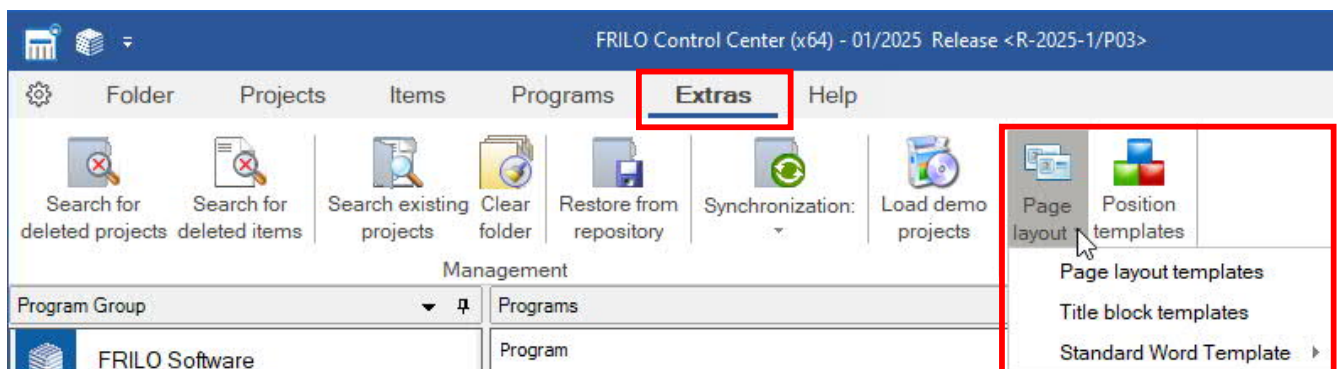 FRILO Control Center (x64) - 01/2025 Release <R-2025-1/P03>
Folder Projects Items Programs Extras Help
Search for deleted projects
Search for deleted items
Search existing projects
Clear folder
Restore from repository
Synchronization:
Load demo projects
Page layout
Position templates
Management
Page layout templates
Title block templates
Standard Word Template
Program Group
Programs
FRILO Software
Program